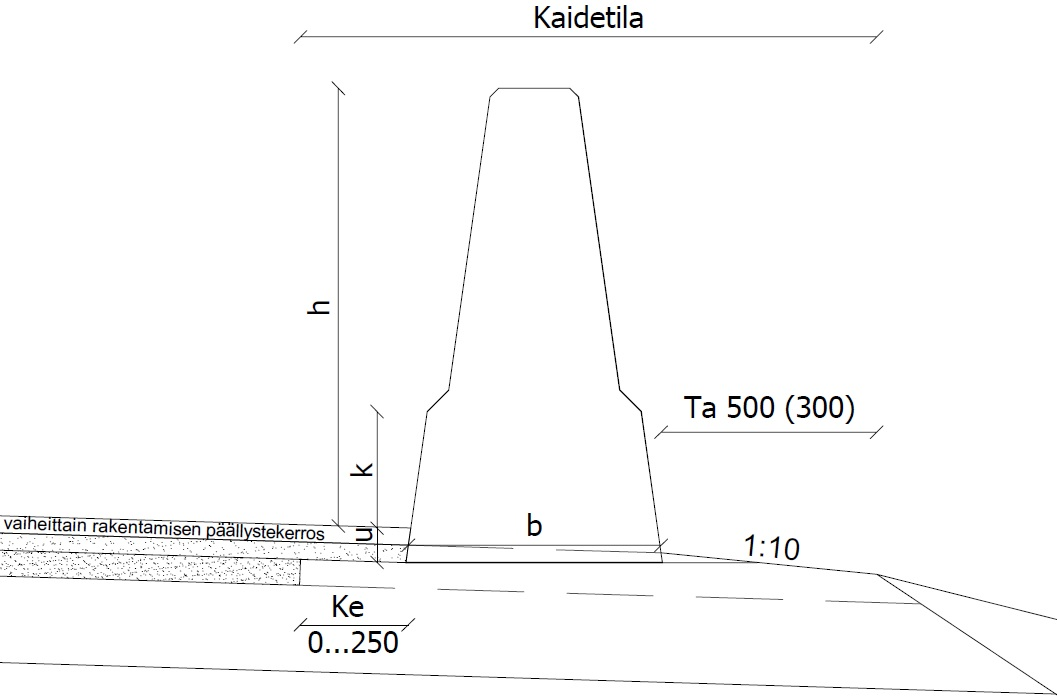 Kaidetila
h
Ta 500 (300)
k
vaiheittain rakentamisen päällystekerros
u
b
1:10
Ke
0...250